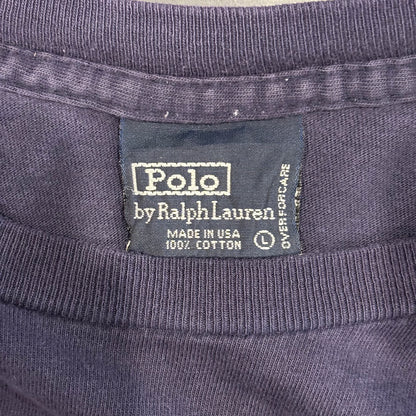 Polo
by Ralph Lauren
MADE IN USA
100% COTTON
L
OVER FOR CARE